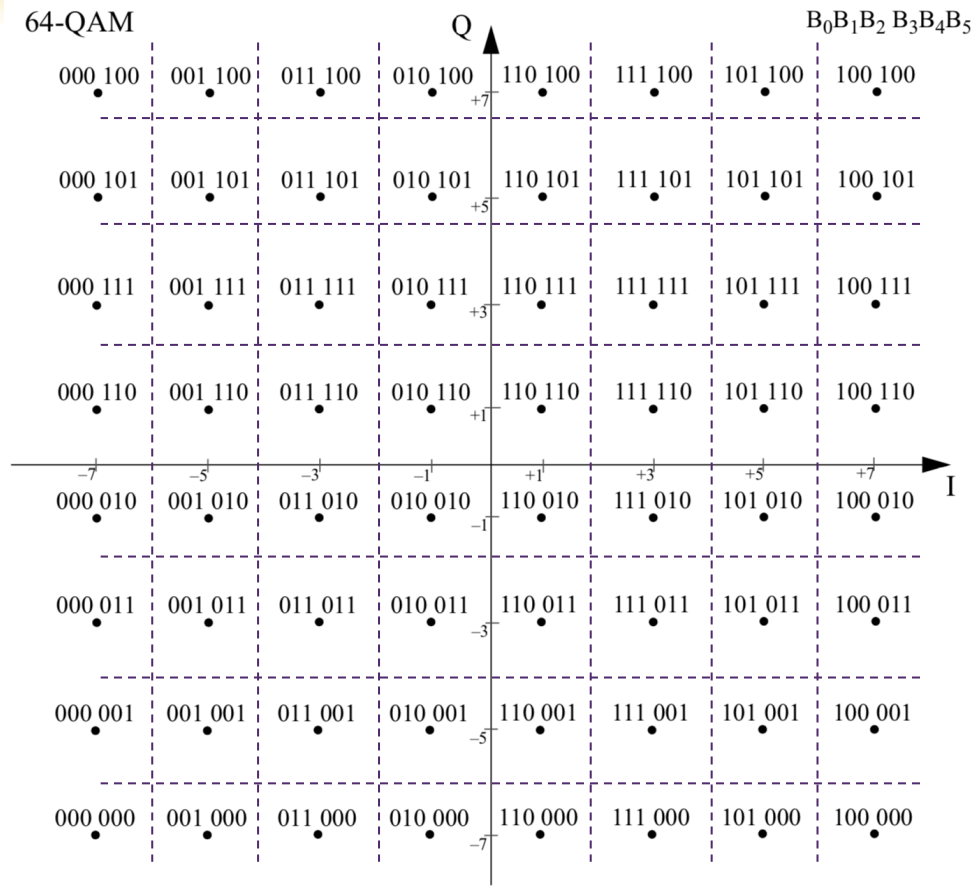 64-QAM Q B₀B₁B₂ B₃B₄B₅
000 100 001 100 011 100 010 100 110 100 111 100 101 100 100 100
+7
000 101 001 101 011 101 010 101 110 101 111 101 101 101 100 101
+5
000 111 001 111 011 111 010 111 110 111 111 111 101 111 100 111
+3
000 110 001 110 011 110 010 110 110 110 111 110 101 110 100 110
+1
–7 –5 –3 –1 +1 +3 +5 +7
I
000 010 001 010 011 010 010 010 110 010 111 010 101 010 100 010
–1
000 011 001 011 011 011 010 011 110 011 111 011 101 011 100 011
–3
000 001 001 001 011 001 010 001 110 001 111 001 101 001 100 001
–5
000 000 001 000 011 000 010 000 110 000 111 000 101 000 100 000
–7